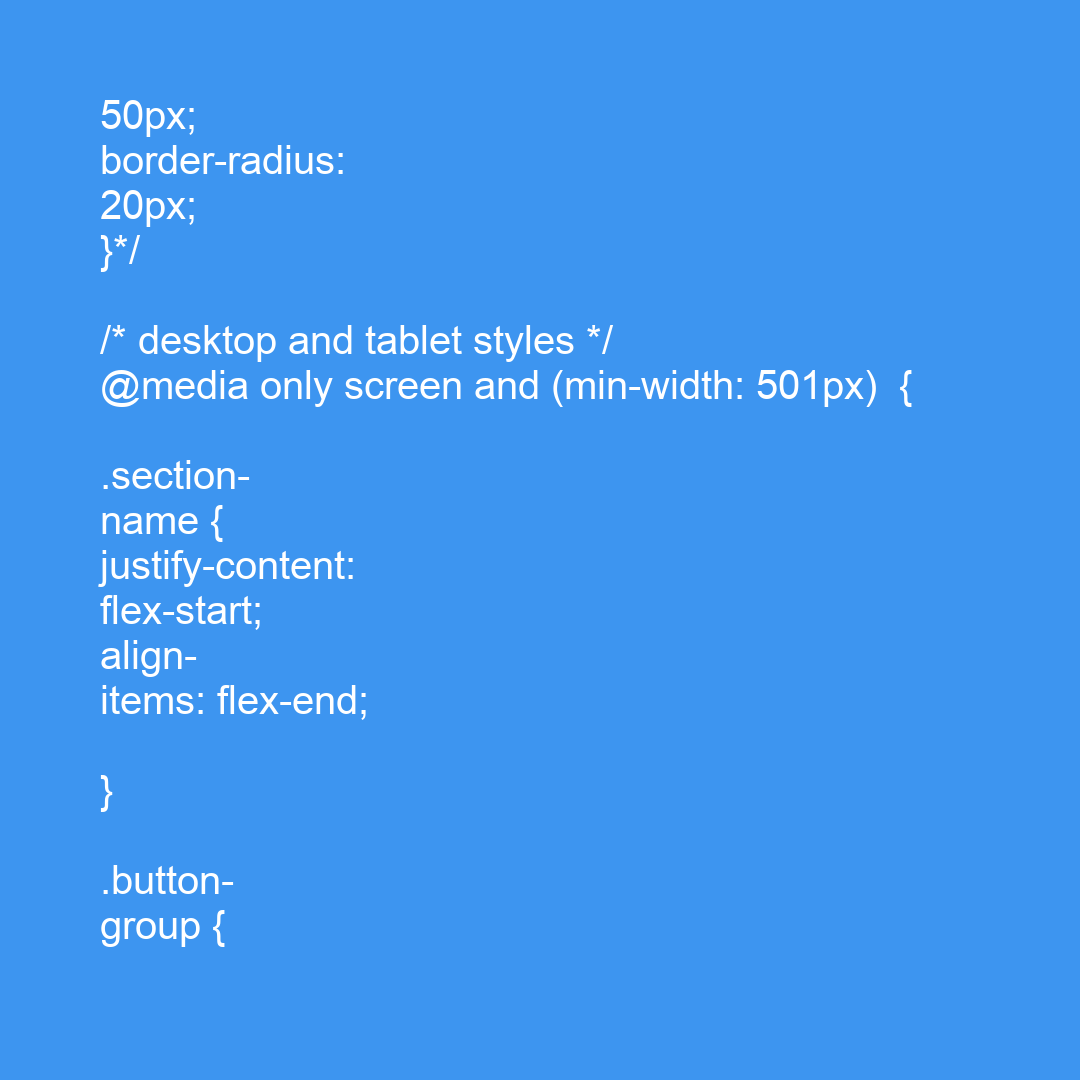 50px;
border-radius:
20px;
}*/

/* desktop and tablet styles */
@media only screen and (min-width: 501px)  {

.section-
name {
justify-content:
flex-start;
align-
items: flex-end;

}

.button-
group {